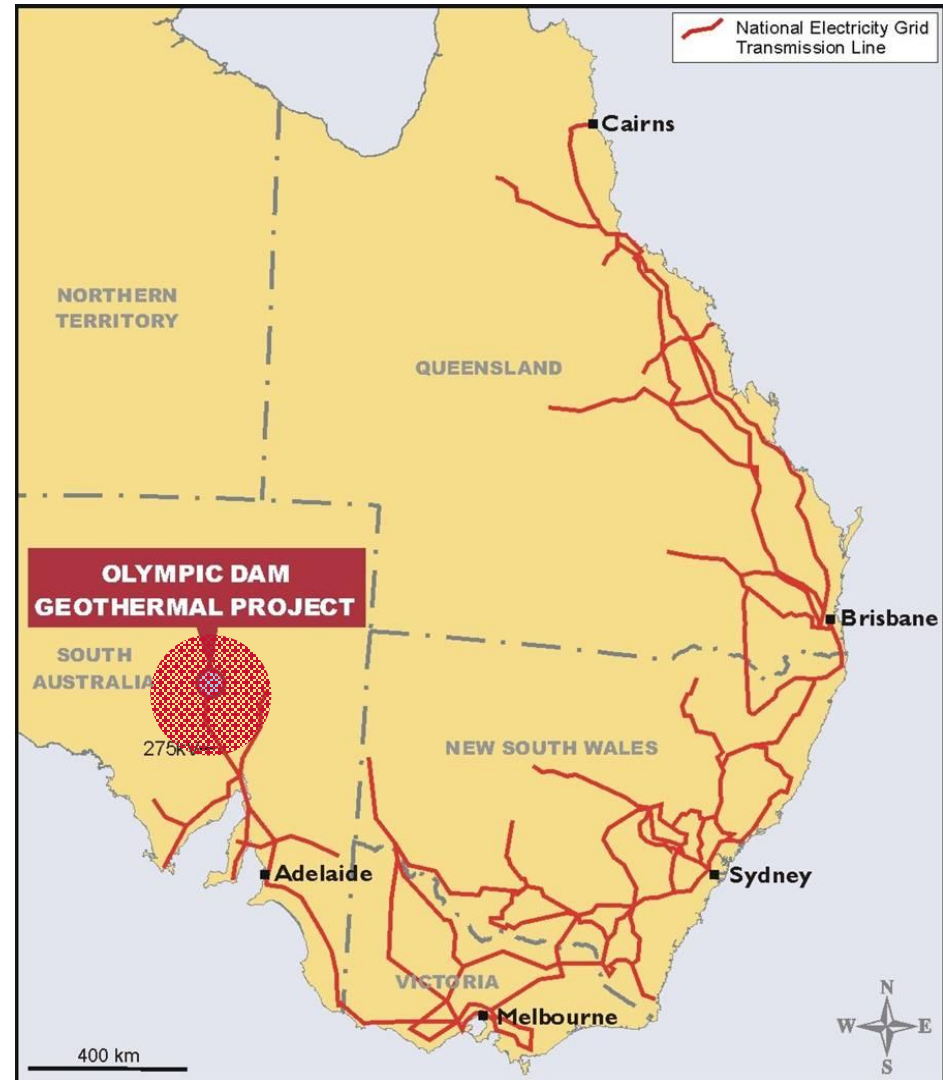 National Electricity Grid
Transmission Line
Cairns
NORTHERN
TERRITORY
QUEENSLAND
OLYMPIC DAM
GEOTHERMAL PROJECT
Brisbane
SOUTH
AUSTRALIA
275kV
NEW SOUTH WALES
Adelaide
Sydney
VICTORIA
Melbourne
N
W
E
S
400 km